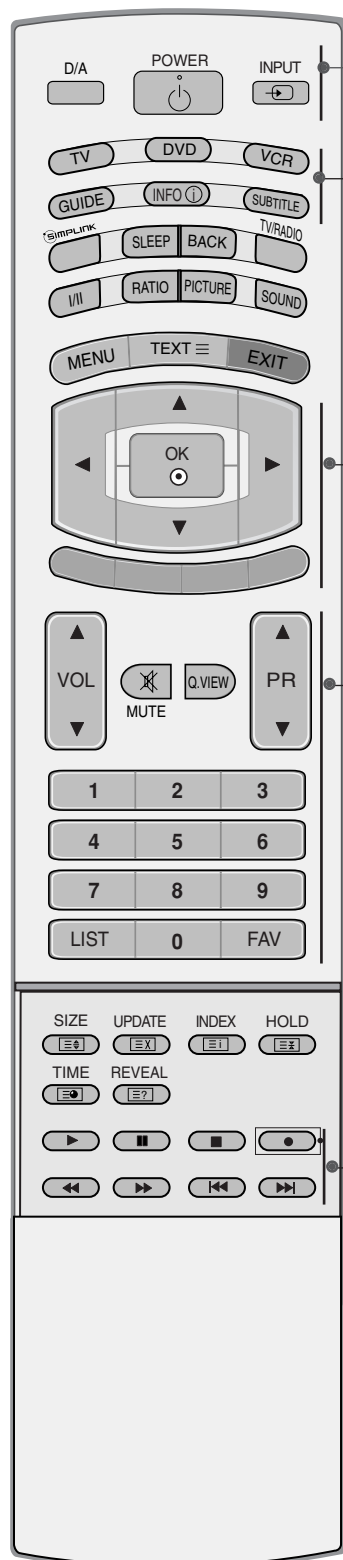 D/A POWER INPUT
TV DVD VCR
GUIDE INFO i SUBTITLE
SIMPLINK SLEEP BACK TV/RADIO
I/II RATIO PICTURE SOUND
MENU TEXT EXIT
OK
VOL Q.VIEW PR
MUTE
1 2 3
4 5 6
7 8 9
LIST 0 FAV
SIZE UPDATE INDEX HOLD
X i
TIME REVEAL
?